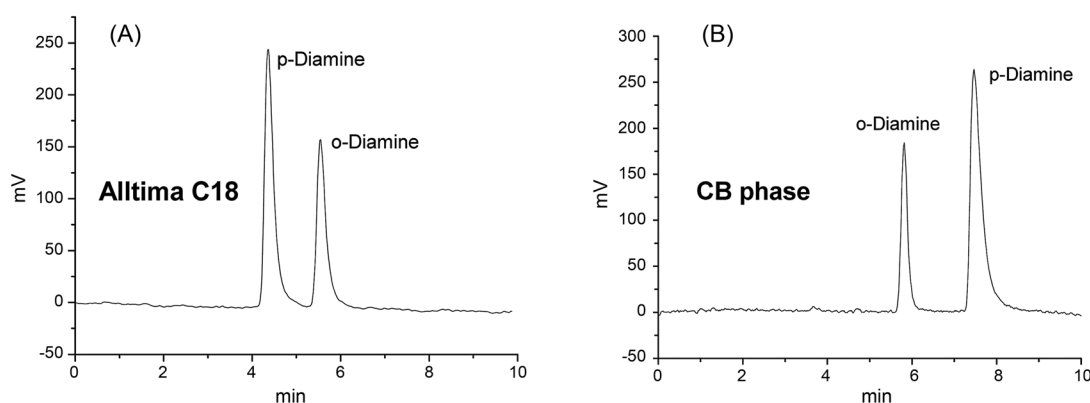 (A)
p-Diamine
o-Diamine
Alltima C18
mV
250
200
150
100
50
0
-50
0 2 4 6 8 10
min
(B)
p-Diamine
o-Diamine
CB phase
mV
300
250
200
150
100
50
0
-50
0 2 4 6 8 10
min